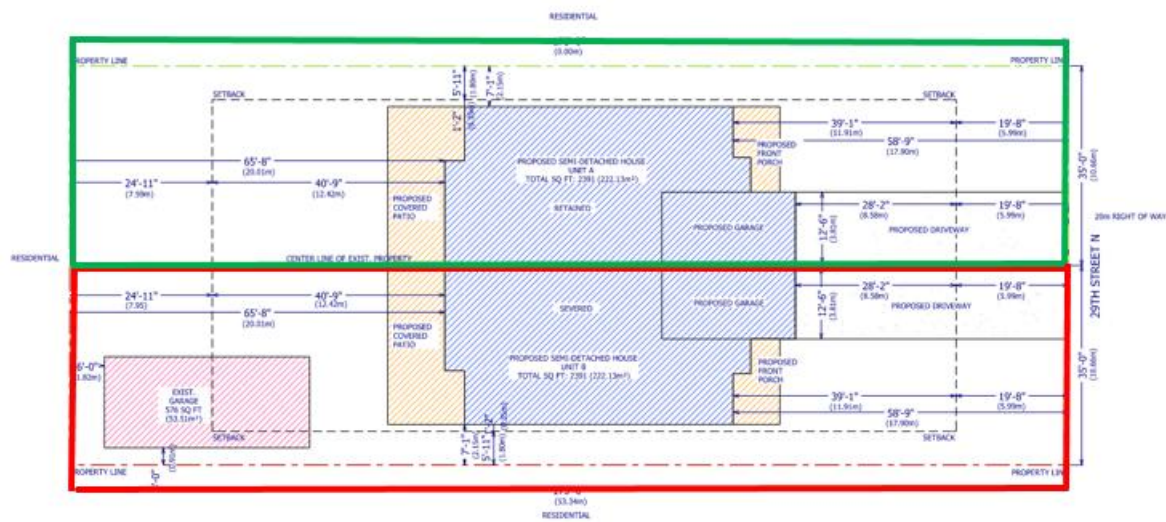 RESIDENTIAL
(0.00m)
PROPERTY LINE
PROPERTY LINE
SETBACK
SETBACK
5'-11"
(1.80m)
7'-1"
(2.15m)
1'-2"
39'-1"
(11.91m)
19'-8"
(5.99m)
58'-9"
(17.90m)
35'-0"
(10.66m)
65'-8"
(20.01m)
24'-11"
(7.59m)
40'-9"
(12.42m)
PROPOSED SEMI-DETACHED HOUSE
UNIT A
TOTAL SQ FT: 2391 (222.13m²)
RETAINED
PROPOSED
COVERED
PATIO
PROPOSED
FRONT
PORCH
PROPOSED GARAGE
12'-6"
(3.81m)
28'-2"
(8.58m)
19'-8"
(5.99m)
PROPOSED DRIVEWAY
20m RIGHT OF WAY
29TH STREET N
RESIDENTIAL
CENTER LINE OF EXIST. PROPERTY
24'-11"
(7.95)
40'-9"
(12.42m)
65'-8"
(20.01m)
SEVERED
PROPOSED
COVERED
PATIO
PROPOSED GARAGE
12'-6"
(3.81m)
28'-2"
(8.58m)
19'-8"
(5.99m)
PROPOSED DRIVEWAY
PROPOSED SEMI-DETACHED HOUSE
UNIT B
TOTAL SQ FT: 2391 (222.13m²)
PROPOSED
FRONT
PORCH
35'-0"
(10.66m)
6'-0"
1.82m)
EXIST.
GARAGE
576 SQ FT
(53.51m²)
39'-1"
(11.91m)
19'-8"
(5.99m)
58'-9"
(17.90m)
SETBACK
SETBACK
7'-1"
(2.15m)
5'-11"
(1.80m)
(0.91m)
PROPERTY LINE
PROPERTY LINE
(53.34m)
RESIDENTIAL